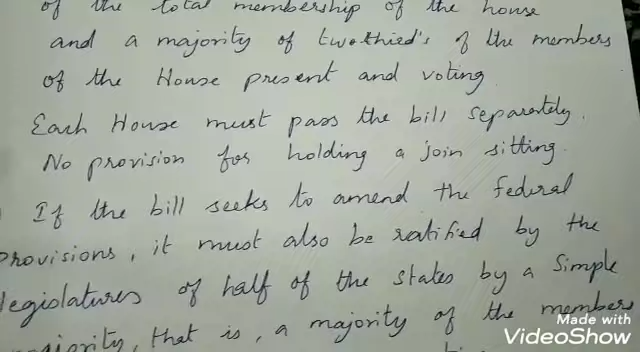 of the total membership of the house
and a majority of twothied's of the members
of the House present and voting
Each House must pass the bill separately.
No provision for holding a join sitting.
If the bill seeks to amend the federal
provisions, it must also be ratified by the
legislatures of half of the states by a simple
majority, that is, a majority of the members
Made with
VideoShow